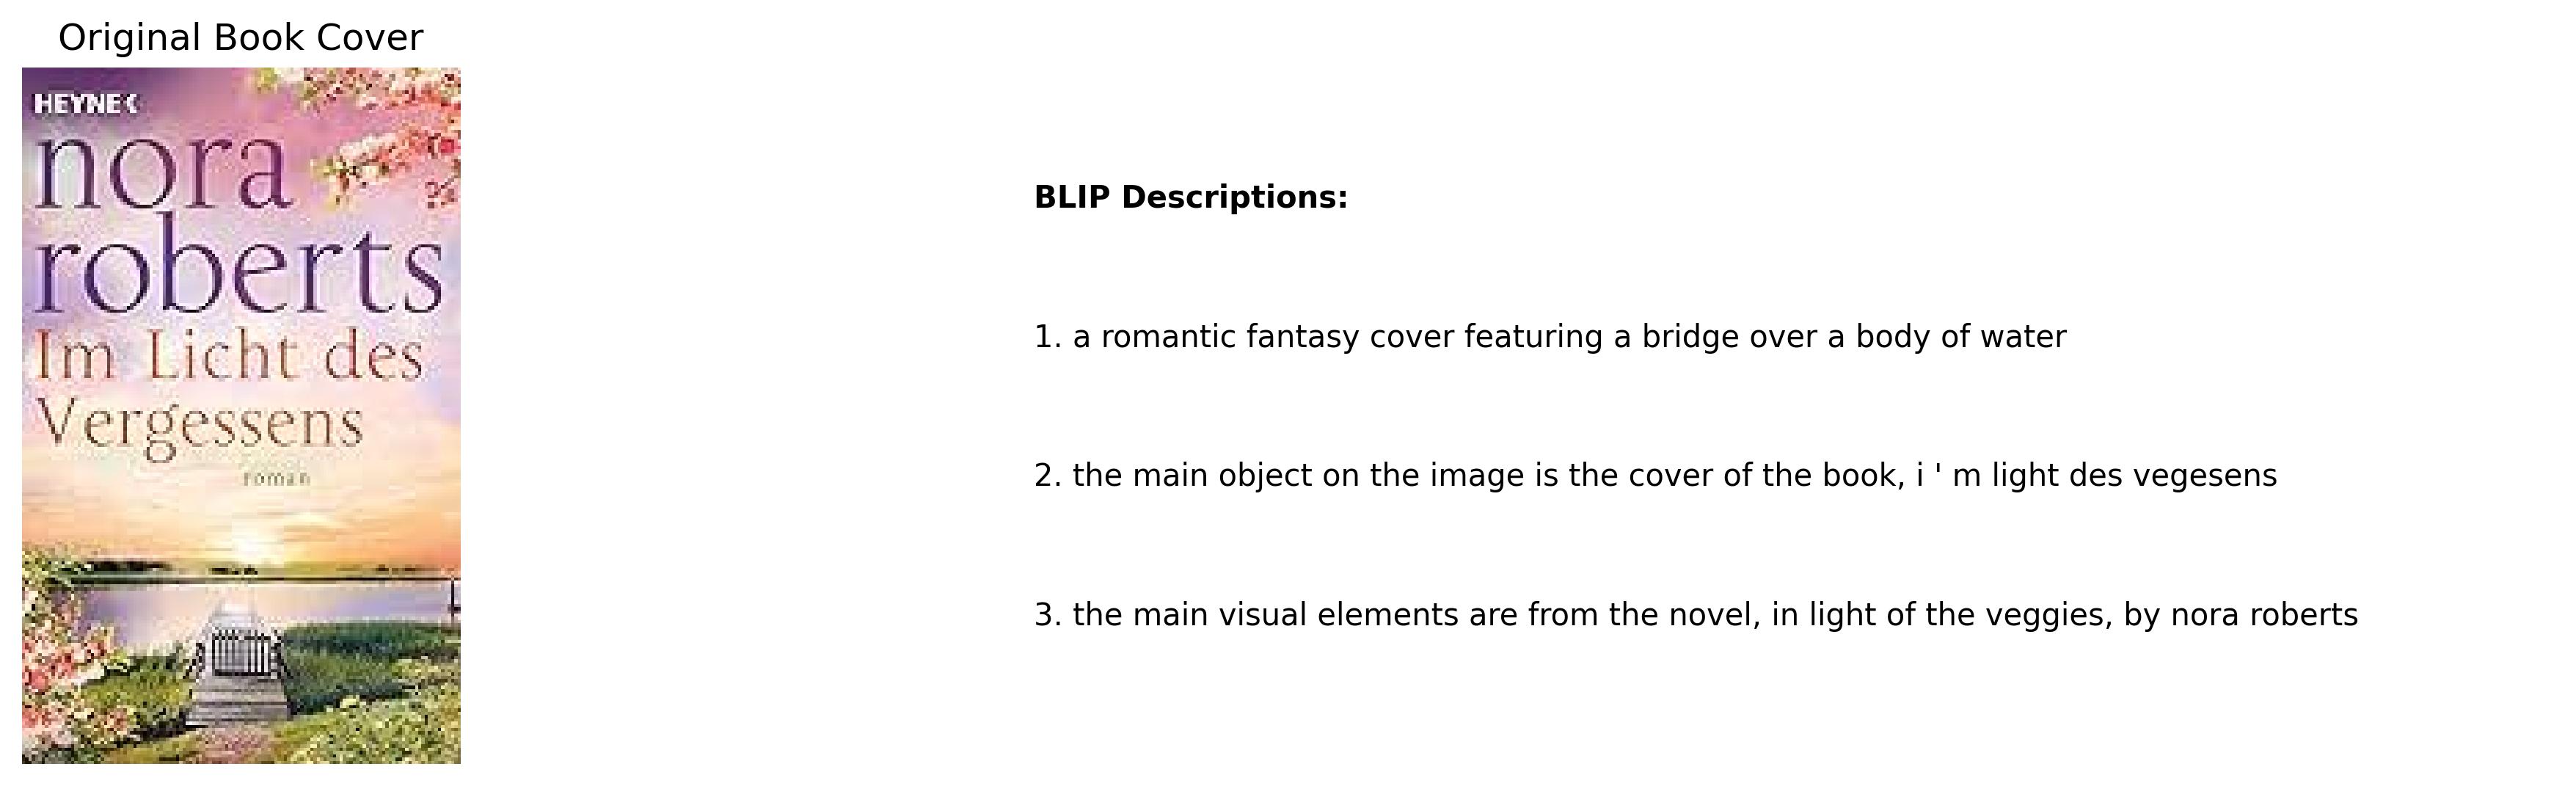 Original Book Cover
HEYNE <
nora
roberts
Im Licht des
Vergessens
roman
BLIP Descriptions:
1. a romantic fantasy cover featuring a bridge over a body of water
2. the main object on the image is the cover of the book, i ' m light des vegesens
3. the main visual elements are from the novel, in light of the veggies, by nora roberts